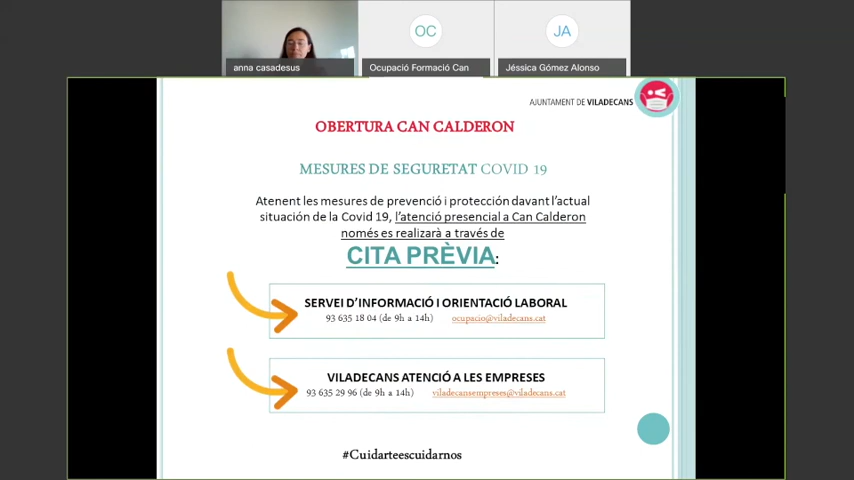 OC
JA
anna casadesus
Ocupació Formació Can
Jéssica Gómez Alonso
AJUNTAMENT DE VILADECANS
OBERTURA CAN CALDERON
MESURES DE SEGURETAT COVID 19
Atenent les mesures de prevenció i protección davant l'actual
situación de la Covid 19, l'atenció presencial a Can Calderon
només es realizarà a través de
CITA PRÈVIA:
SERVEI D'INFORMACIÓ I ORIENTACIÓ LABORAL
93 635 18 04 (de 9h a 14h) ocupacio@viladecans.cat
VILADECANS ATENCIÓ A LES EMPRESES
93 635 29 96 (de 9h a 14h) viladecansempreses@viladecans.cat
#Cuidarteescuidarnos